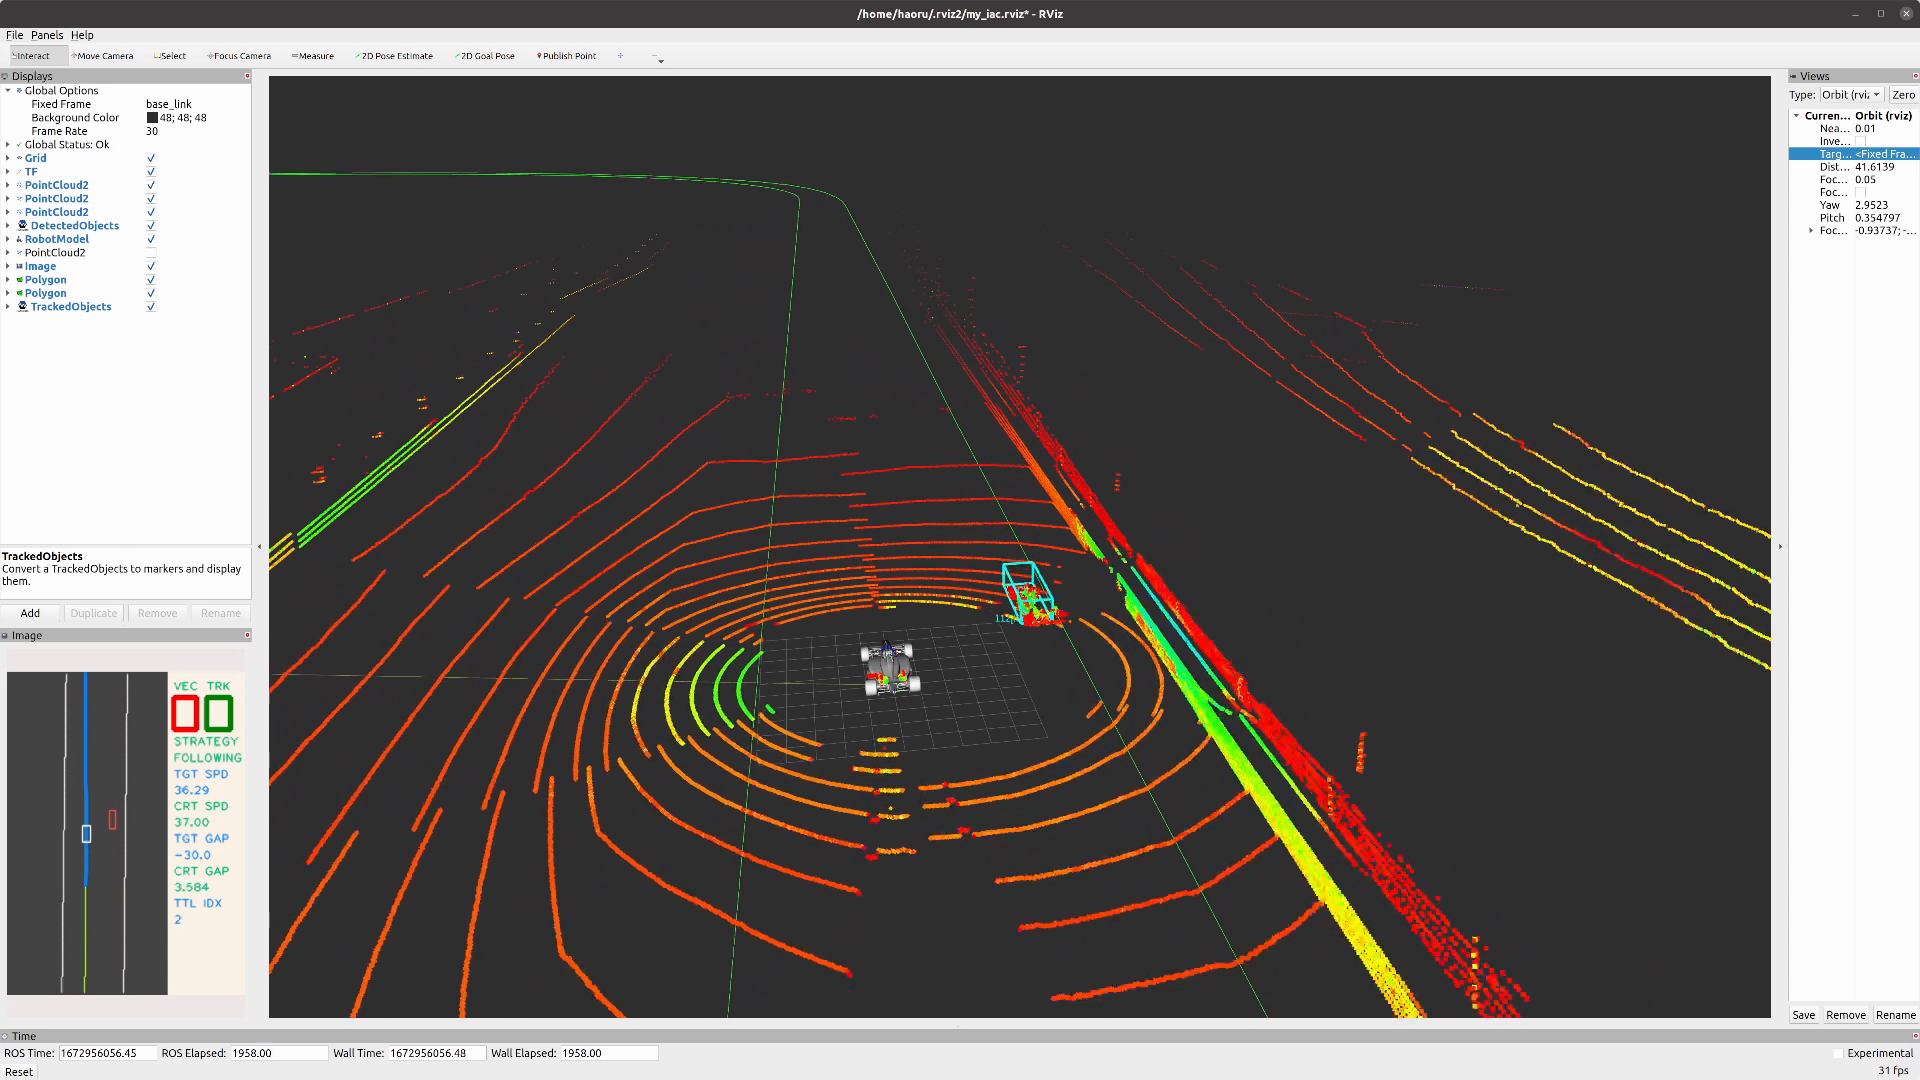 /home/haoru/.rviz2/my_iac.rviz* - RViz
File Panels Help
Interact Move Camera Select Focus Camera Measure 2D Pose Estimate 2D Goal Pose Publish Point
Displays
Global Options
Fixed Frame base_link
Background Color 48; 48; 48
Frame Rate 30
Global Status: Ok
Grid
TF
PointCloud2
PointCloud2
PointCloud2
DetectedObjects
RobotModel
PointCloud2
Image
Polygon
Polygon
TrackedObjects
TrackedObjects
Convert a TrackedObjects to markers and display
them.
Add Duplicate Remove Rename
Image
VEC TRK
STRATEGY
FOLLOWING
TGT SPD
36.29
CRT SPD
37.00
TGT GAP
-30.0
CRT GAP
3.584
TTL IDX
2
Views
Type: Orbit (rvi: Zero
Curren... Orbit (rviz)
Nea... 0.01
Inve...
Targ... <Fixed Fra...
Dist... 41.6139
Foc... 0.05
Foc...
Yaw 2.9523
Pitch 0.354797
Foc... -0.93737; -...
Save Remove Rename
Time
ROS Time: 1672956056.45 ROS Elapsed: 1958.00 Wall Time: 1672956056.48 Wall Elapsed: 1958.00
Experimental
Reset
31 fps